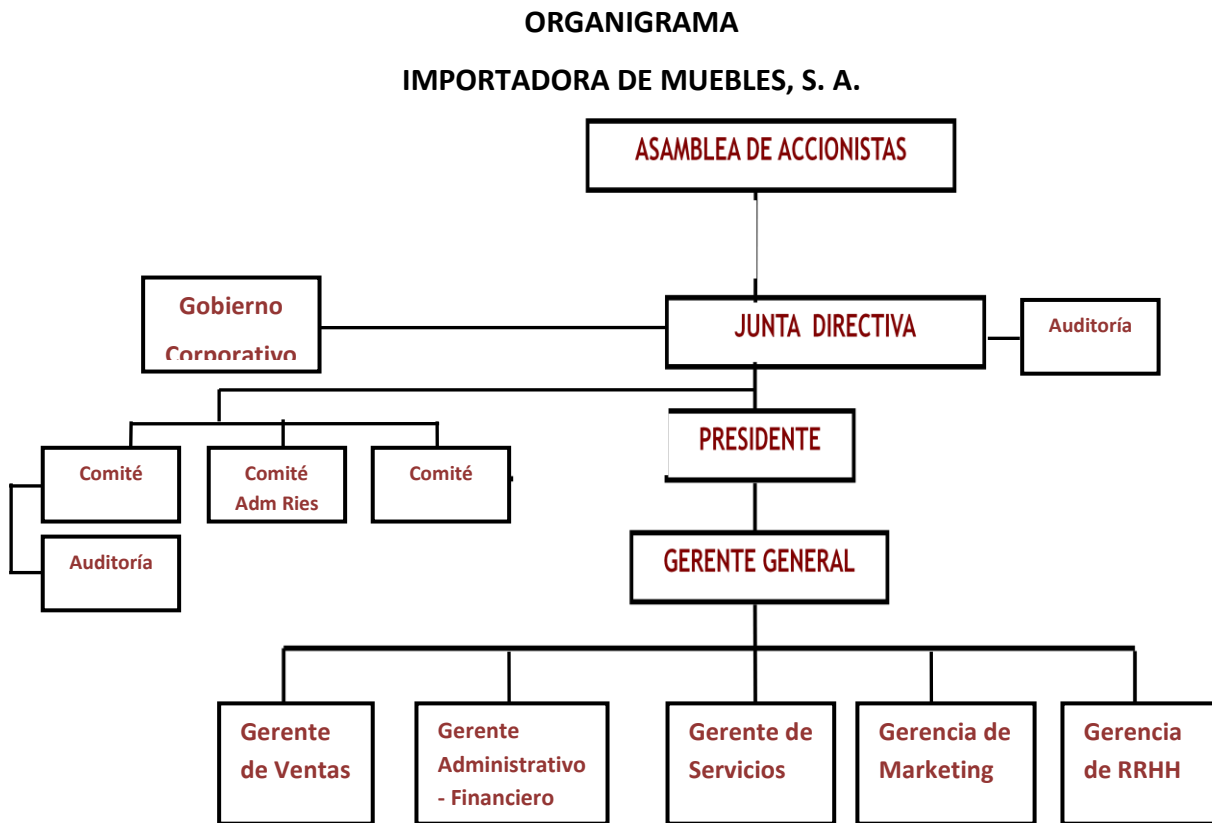 ORGANIGRAMA
IMPORTADORA DE MUEBLES, S. A.
ASAMBLEA DE ACCIONISTAS
Gobierno
Corporativo
JUNTA DIRECTIVA
Auditoría
PRESIDENTE
Comité
Comité
Adm Ries
Comité
Auditoría
GERENTE GENERAL
Gerente
de Ventas
Gerente
Administrativo
- Financiero
Gerente de
Servicios
Gerencia de
Marketing
Gerencia
de RRHH